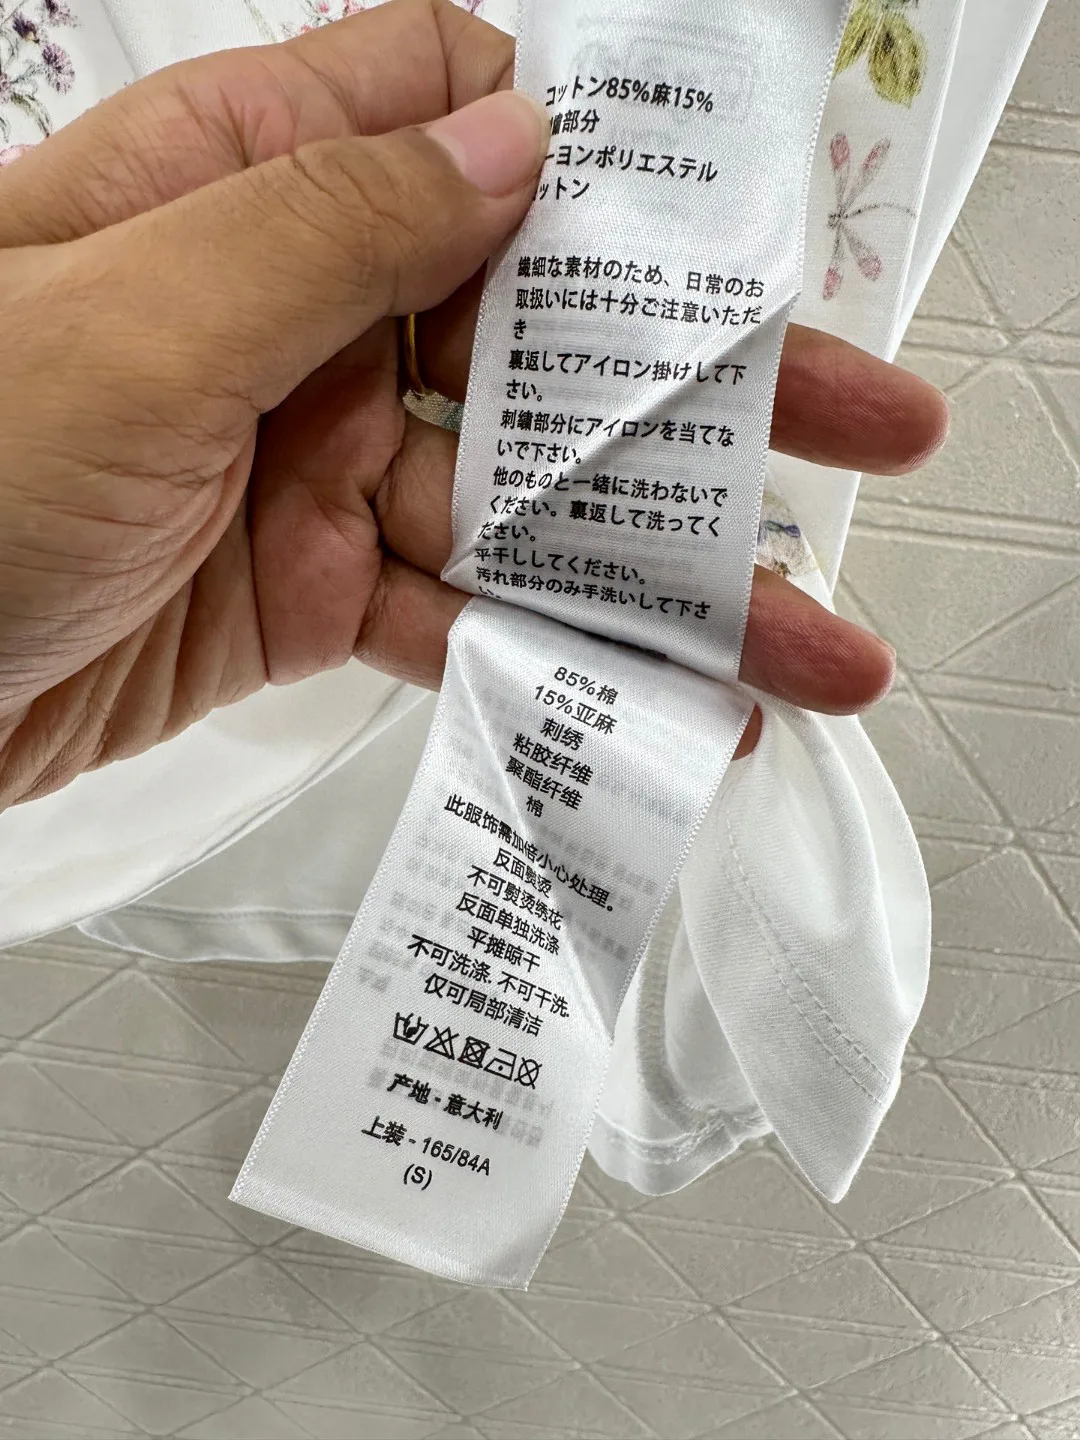 コットン85%麻15%
部分
ーヨンポリエステル
ットン
繊細な素材のため、日常のお
取扱いには十分ご注意いただ
き
裏返してアイロン掛けして下
さい。
刺繍部分にアイロンを当てな
いで下さい。
他のものと一緒に洗わないで
ください。裏返して洗ってく
ださい。
平干ししてください。
汚れ部分のみ手洗いして下さ
い。
85%棉
15%亚麻
刺绣
粘胶纤维
聚酯纤维
棉
此服饰需加倍小心处理。
反面熨烫
不可熨烫绣花
反面单独洗涤
平摊晾干
不可洗涤. 不可干洗.
仅可局部清洁
产地 - 意大利
上装 - 165/84A
(S)